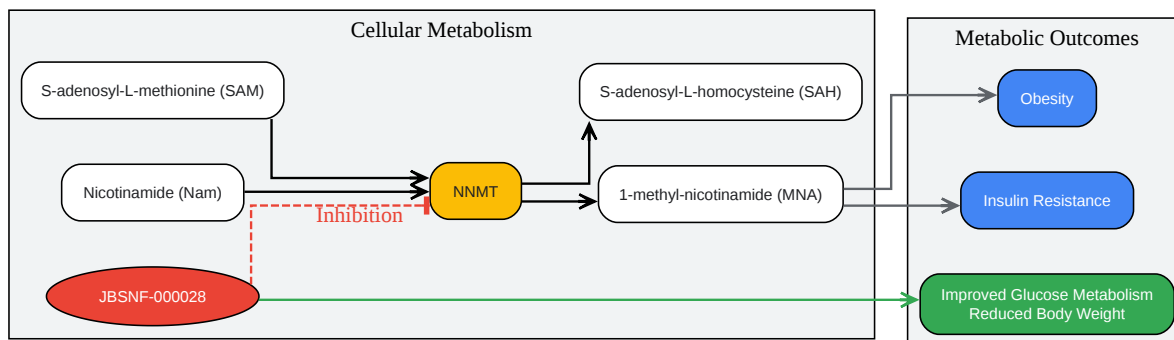 Cellular Metabolism
Metabolic Outcomes
S-adenosyl-L-methionine (SAM)
S-adenosyl-L-homocysteine (SAH)
Obesity
Nicotinamide (Nam)
NNMT
1-methyl-nicotinamide (MNA)
Insulin Resistance
Inhibition
JBSNF-000028
Improved Glucose Metabolism
Reduced Body Weight